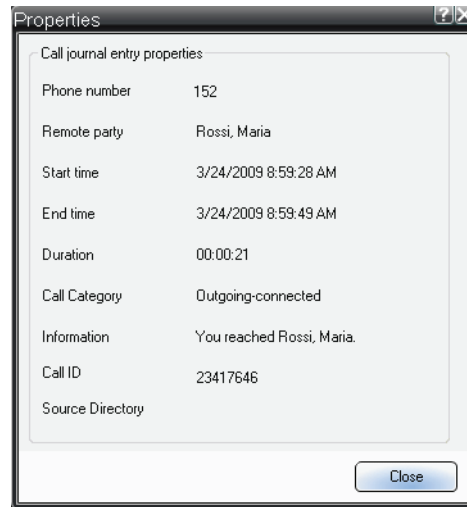 Properties
Call journal entry properties
Phone number 152
Remote party Rossi, Maria
Start time 3/24/2009 8:59:28 AM
End time 3/24/2009 8:59:49 AM
Duration 00:00:21
Call Category Outgoing-connected
Information You reached Rossi, Maria.
Call ID 23417646
Source Directory
Close